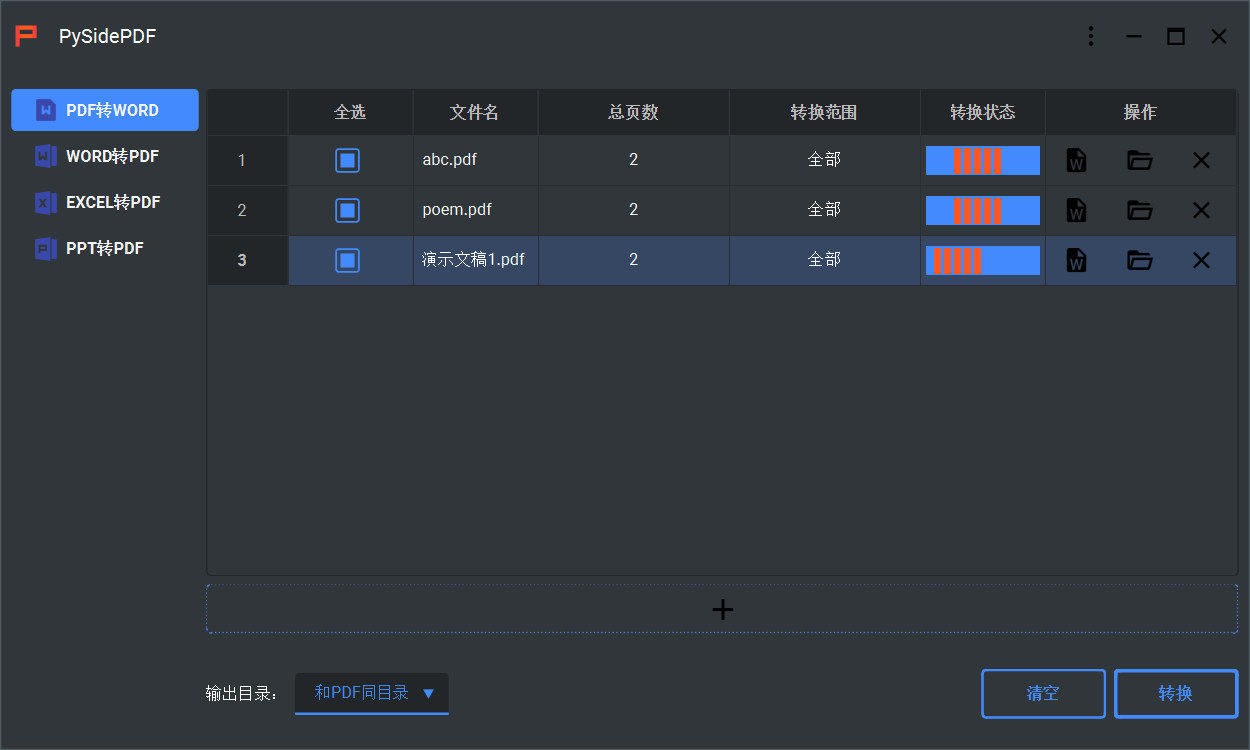 PySidePDF
PDF转WORD
WORD转PDF
EXCEL转PDF
PPT转PDF
全选 文件名 总页数 转换范围 转换状态 操作
1 abc.pdf 2 全部
2 poem.pdf 2 全部
3 演示文稿1.pdf 2 全部
输出目录： 和PDF同目录 清空 转换